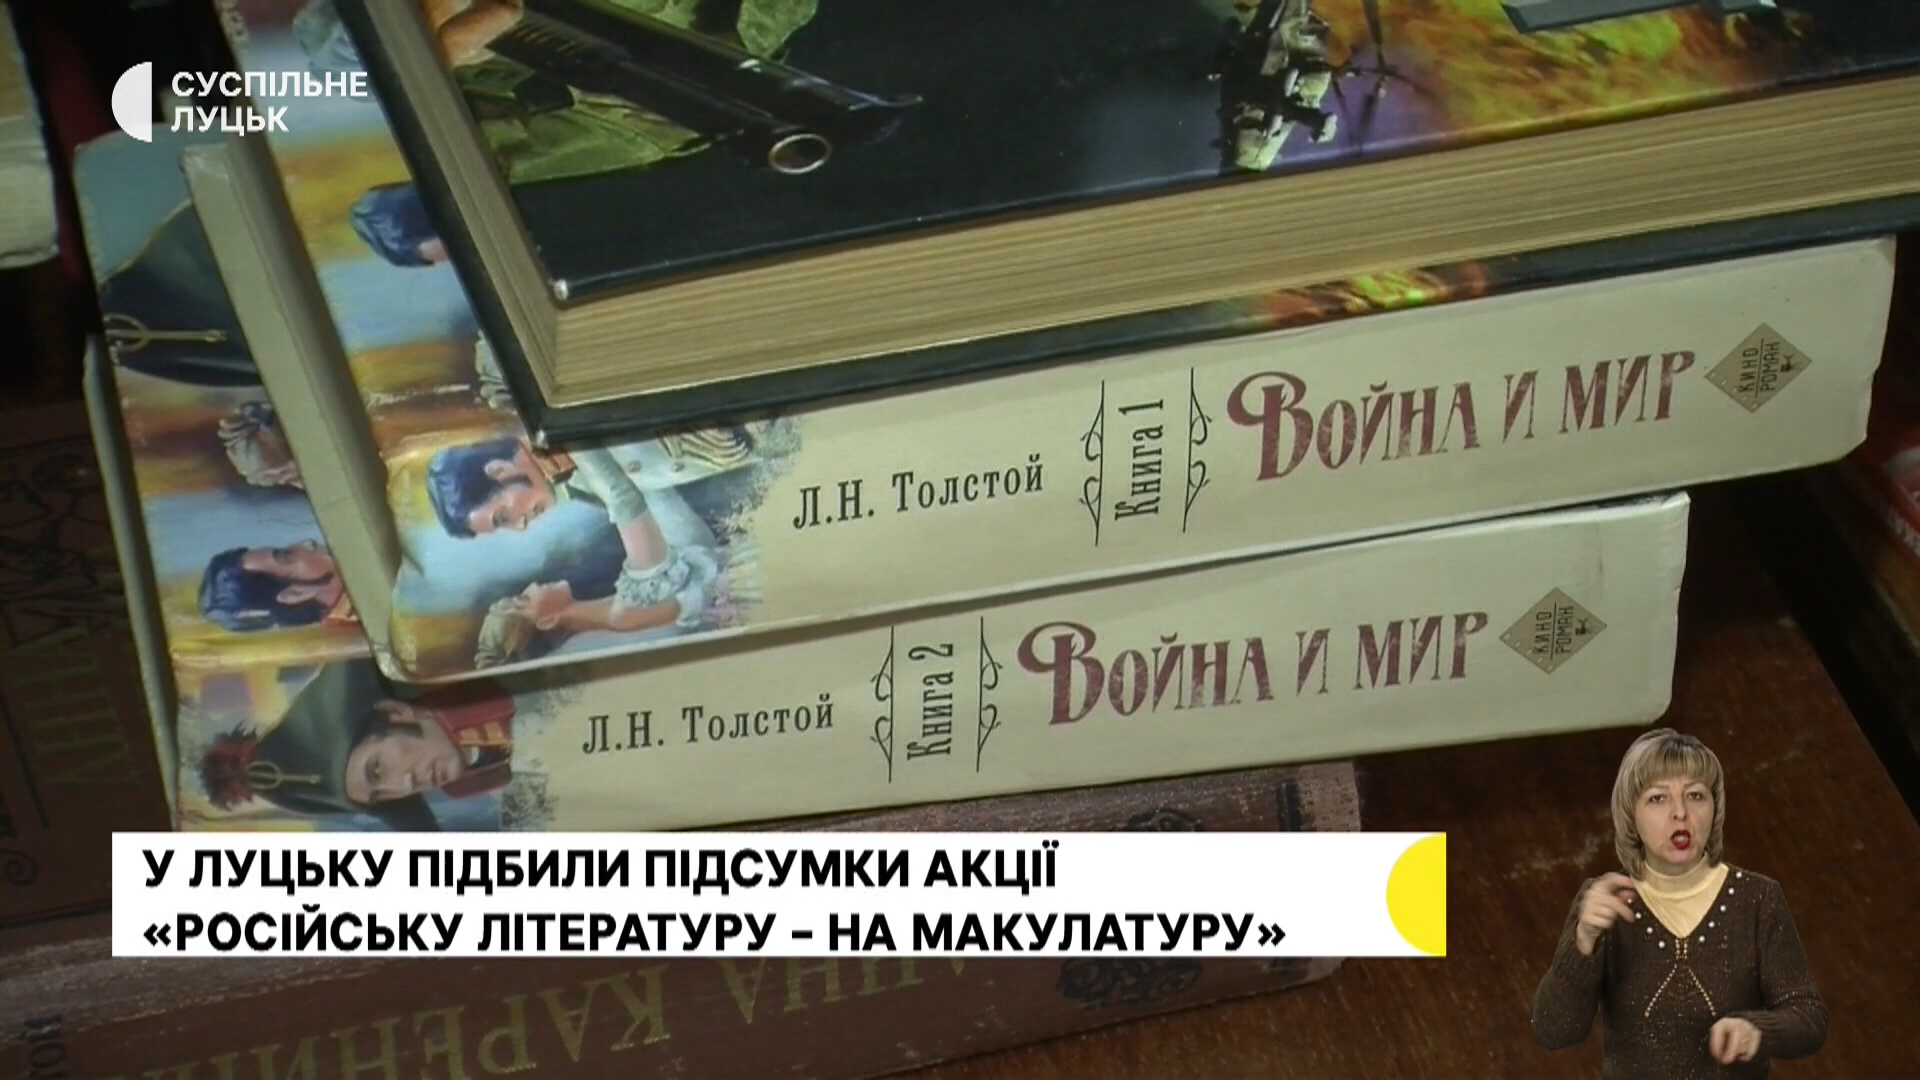 СУСПІЛЬНЕ
ЛУЦЬК
Л.Н. Толстой
Книга 1
Война и мир
КИНО
РОМАН
Л.Н. Толстой
Книга 2
Война и мир
КИНО
РОМАН
У ЛУЦЬКУ ПІДБИЛИ ПІДСУМКИ АКЦІЇ
«РОСІЙСЬКУ ЛІТЕРАТУРУ – НА МАКУЛАТУРУ»
АННА